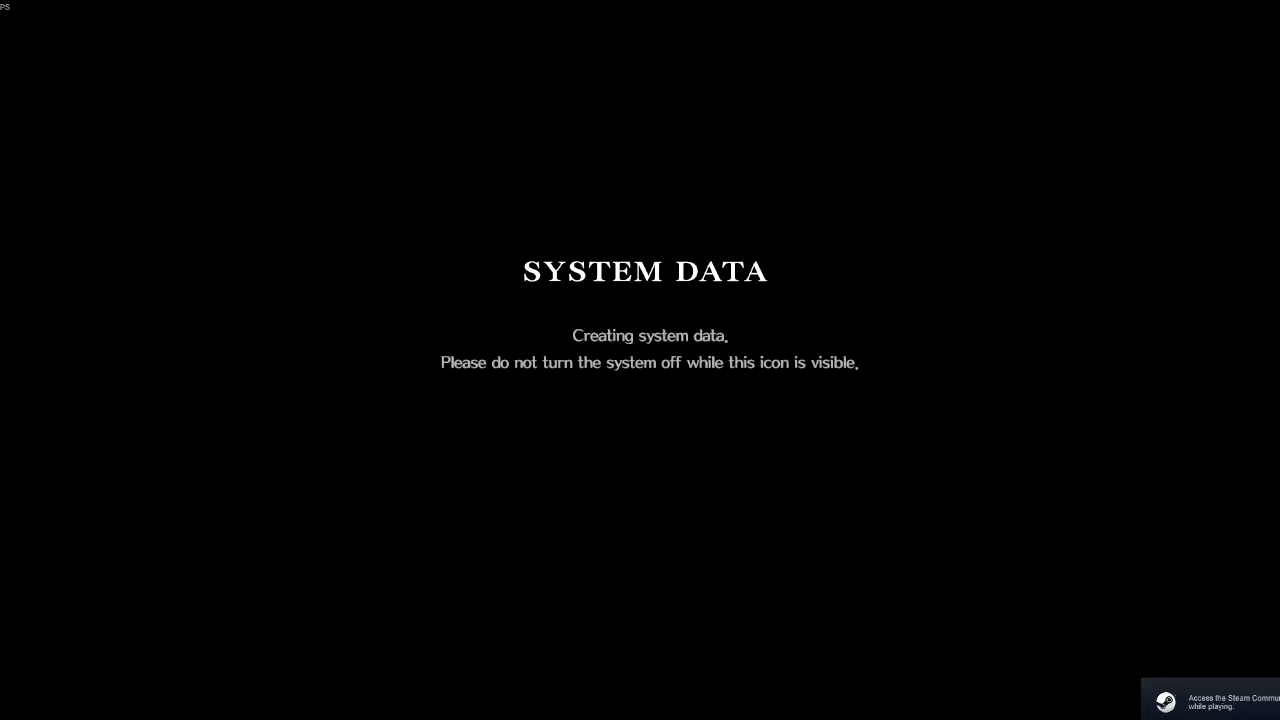 PS
SYSTEM DATA
Creating system data.
Please do not turn the system off while this icon is visible.
Access the Steam Commu
while playing.